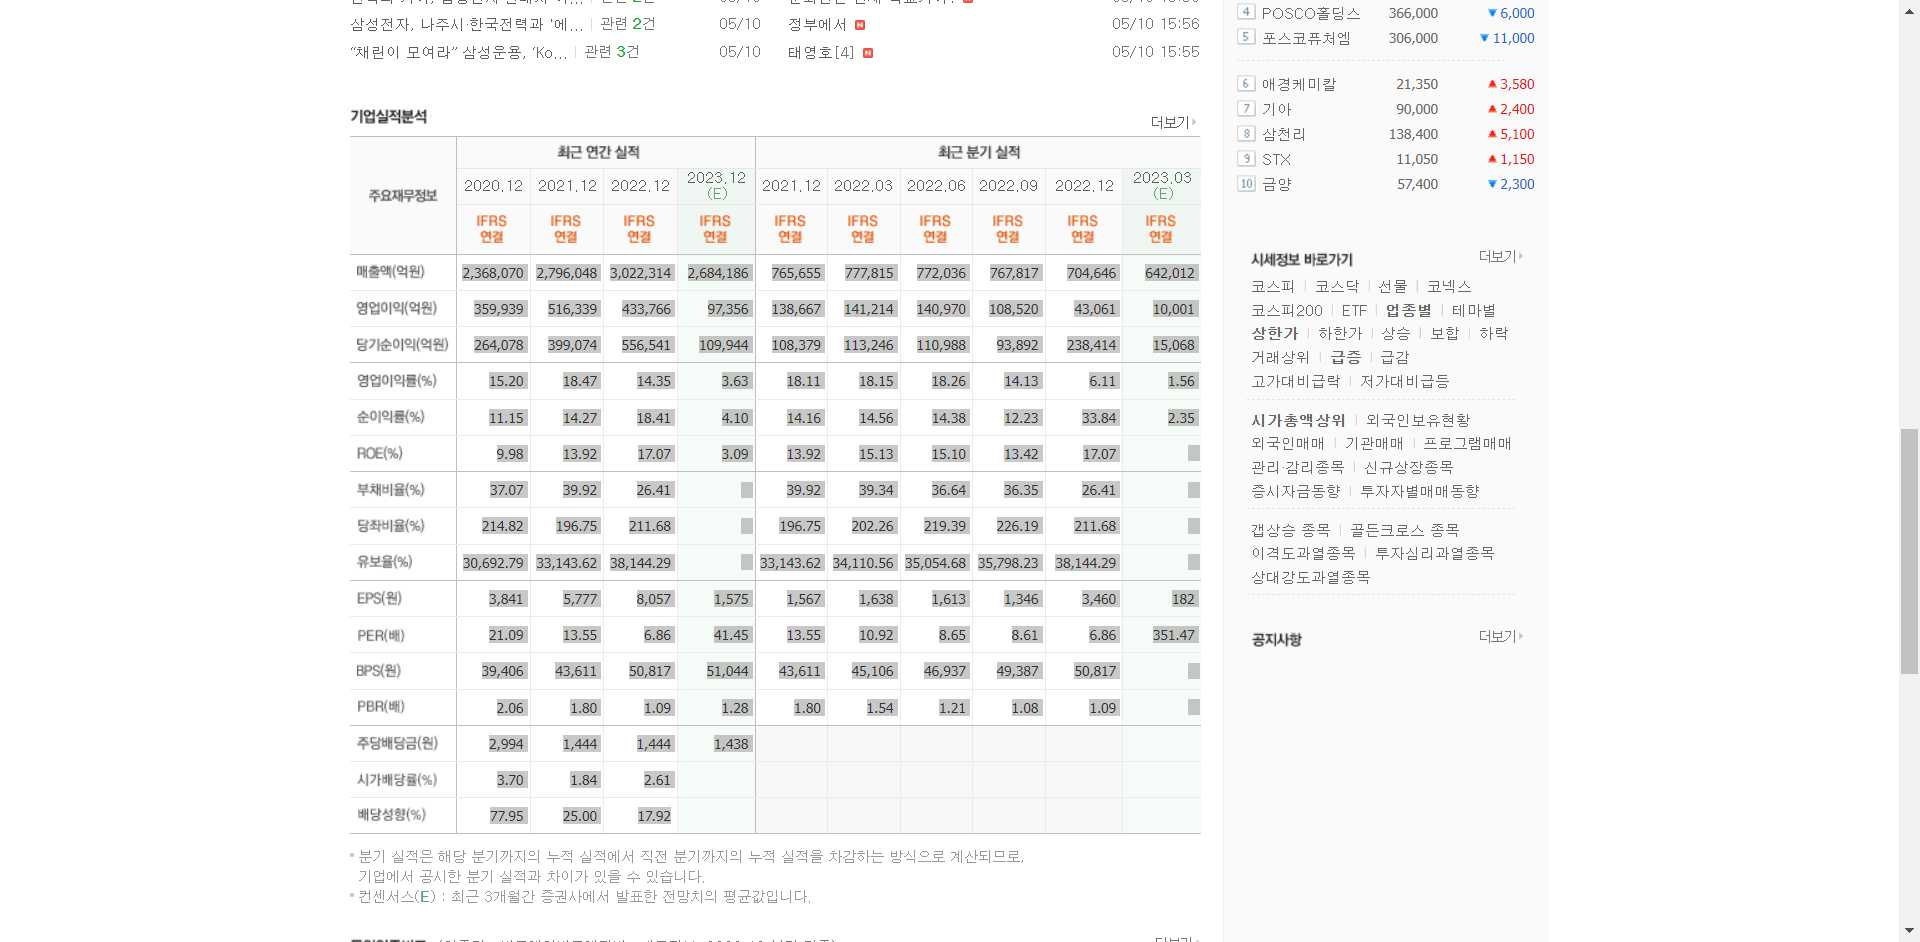 삼성전자, 나주시·한국전력과 '에... 관련 2건 05/10
“채린이 모여라” 삼성운용, 'Ko... 관련 3건 05/10
정부에서 N 05/10 15:56
태영호[4] N 05/10 15:55
기업실적분석
더보기
주요재무정보 최근 연간 실적 최근 분기 실적
2020.12 2021.12 2022.12 2023.12 (E) 2021.12 2022.03 2022.06 2022.09 2022.12 2023.03 (E)
IFRS 연결 IFRS 연결 IFRS 연결 IFRS 연결 IFRS 연결 IFRS 연결 IFRS 연결 IFRS 연결 IFRS 연결 IFRS 연결
매출액(억원) 2,368,070 2,796,048 3,022,314 2,684,186 765,655 777,815 772,036 767,817 704,646 642,012
영업이익(억원) 359,939 516,339 433,766 97,356 138,667 141,214 140,970 108,520 43,061 10,001
당기순이익(억원) 264,078 399,074 556,541 109,944 108,379 113,246 110,988 93,892 238,414 15,068
영업이익률(%) 15.20 18.47 14.35 3.63 18.11 18.15 18.26 14.13 6.11 1.56
순이익률(%) 11.15 14.27 18.41 4.10 14.16 14.56 14.38 12.23 33.84 2.35
ROE(%) 9.98 13.92 17.07 3.09 13.92 15.13 15.10 13.42 17.07
부채비율(%) 37.07 39.92 26.41 39.92 39.34 36.64 36.35 26.41
당좌비율(%) 214.82 196.75 211.68 196.75 202.26 219.39 226.19 211.68
유보율(%) 30,692.79 33,143.62 38,144.29 33,143.62 34,110.56 35,054.68 35,798.23 38,144.29
EPS(원) 3,841 5,777 8,057 1,575 1,567 1,638 1,613 1,346 3,460 182
PER(배) 21.09 13.55 6.86 41.45 13.55 10.92 8.65 8.61 6.86 351.47
BPS(원) 39,406 43,611 50,817 51,044 43,611 45,106 46,937 49,387 50,817
PBR(배) 2.06 1.80 1.09 1.28 1.80 1.54 1.21 1.08 1.09
주당배당금(원) 2,994 1,444 1,444 1,438
시가배당률(%) 3.70 1.84 2.61
배당성향(%) 77.95 25.00 17.92
분기 실적은 해당 분기까지의 누적 실적에서 직전 분기까지의 누적 실적을 차감하는 방식으로 계산되므로,
기업에서 공시한 분기 실적과 차이가 있을 수 있습니다.
컨센서스(E) : 최근 3개월간 증권사에서 발표한 전망치의 평균값입니다.
4 POSCO홀딩스 366,000 ▼6,000
5 포스코퓨처엠 306,000 ▼11,000
6 애경케미칼 21,350 ▲3,580
7 기아 90,000 ▲2,400
8 삼천리 138,400 ▲5,100
9 STX 11,050 ▲1,150
10 금양 57,400 ▼2,300
시세정보 바로가기 더보기
코스피 코스닥 선물 코넥스
코스피200 ETF 업종별 테마별
상한가 하한가 상승 보합 하락
거래상위 급증 급감
고가대비급락 저가대비급등
시가총액상위 외국인보유현황
외국인매매 기관매매 프로그램매매
관리·감리종목 신규상장종목
증시자금동향 투자자별매매동향
갭상승 종목 골든크로스 종목
이격도과열종목 투자심리과열종목
상대강도과열종목
공지사항 더보기